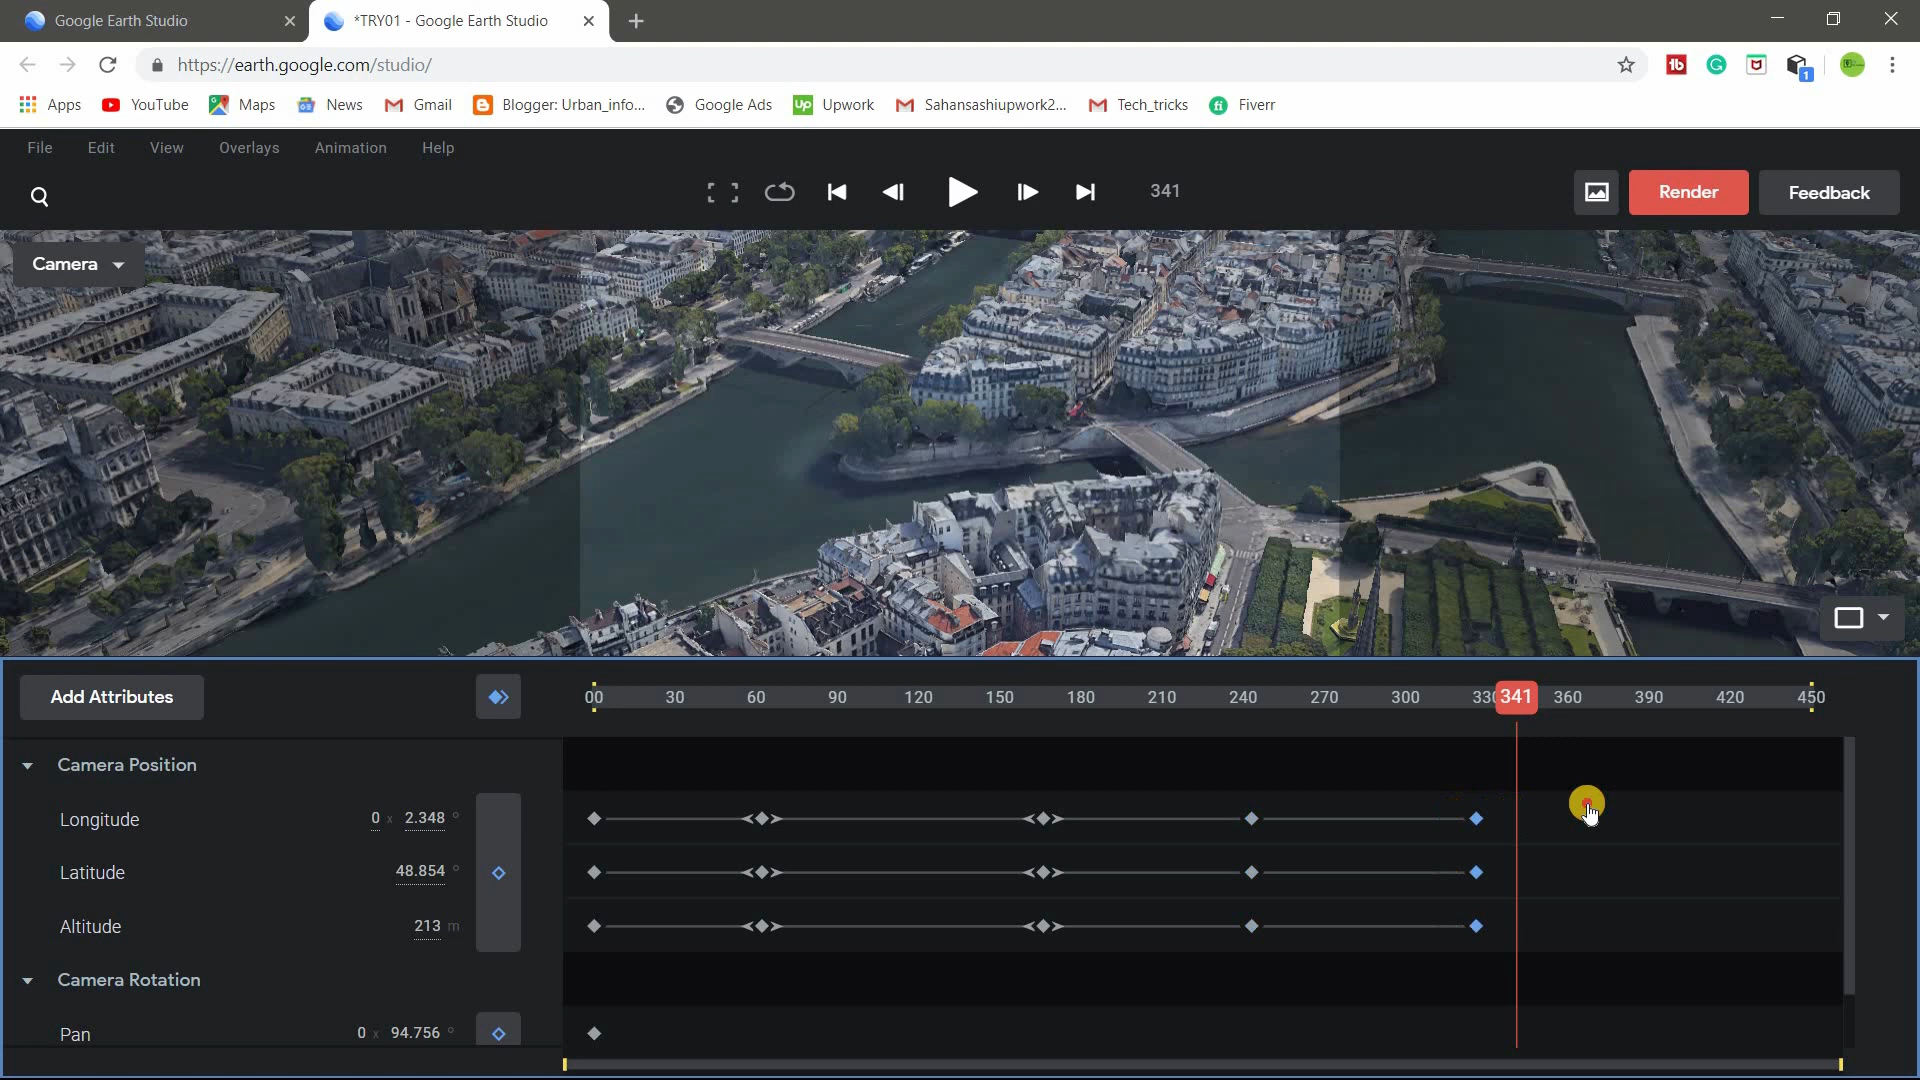 Google Earth Studio
*TRY01 - Google Earth Studio
https://earth.google.com/studio/
1
Apps YouTube Maps News Gmail Blogger: Urban_info... Google Ads Upwork Sahansashiupwork2... Tech_tricks Fiverr
File Edit View Overlays Animation Help
341
Render
Feedback
Camera
Add Attributes
00 30 60 90 120 150 180 210 240 270 300 330 341 360 390 420 450
Camera Position
Longitude 0 x 2.348 °
Latitude 48.854 °
Altitude 213 m
Camera Rotation
Pan 0 x 94.756 °